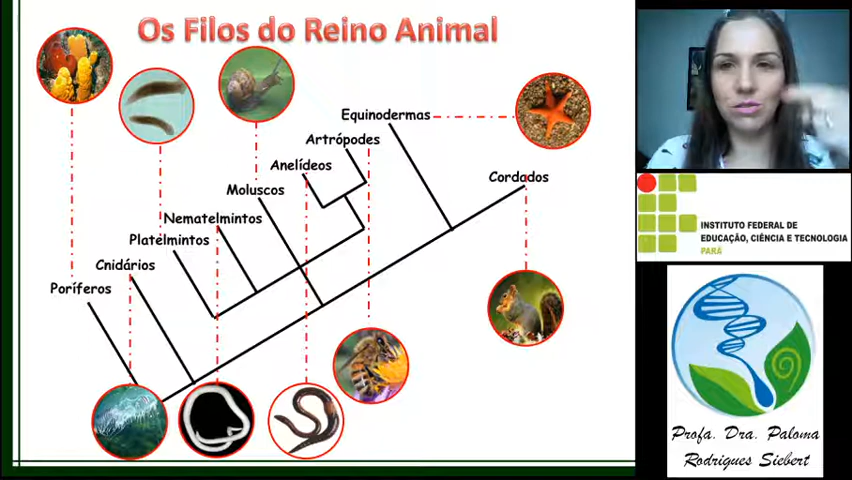 Os Filos do Reino Animal
Equinodermas
Artrópodes
Anelídeos
Cordados
Moluscos
Nematelmintos
Platelmintos
Cnidários
Poríferos
INSTITUTO FEDERAL DE
EDUCAÇÃO, CIÊNCIA E TECNOLOGIA
PARÁ
Profa. Dra. Paloma
Rodrigues Siebert